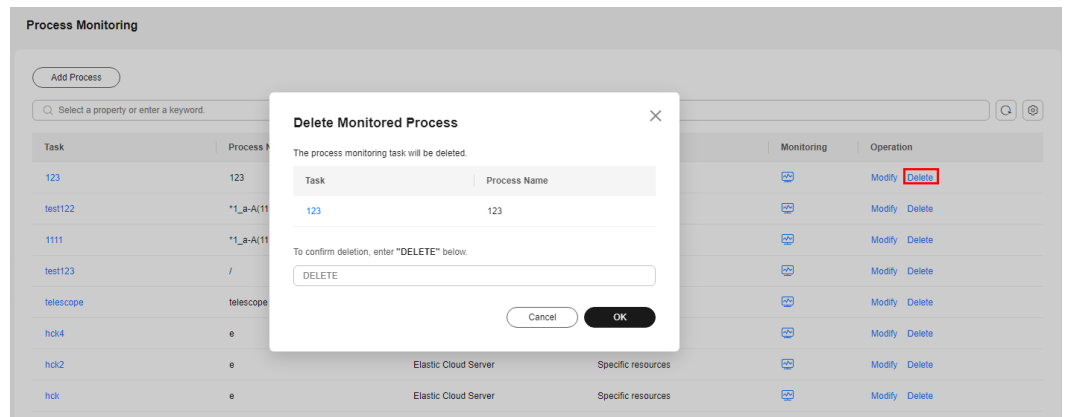 Process Monitoring
Add Process
Select a property or enter a keyword.
Task Process N Monitoring Operation
123 123 Modify Delete
test122 *1_a-A(11 Modify Delete
1111 *1_a-A(11 Modify Delete
test123 / Modify Delete
telescope telescope Modify Delete
hck4 e Modify Delete
hck2 e Elastic Cloud Server Specific resources Modify Delete
hck e Elastic Cloud Server Specific resources Modify Delete
Delete Monitored Process
The process monitoring task will be deleted.
Task Process Name
123 123
To confirm deletion, enter "DELETE" below.
DELETE
Cancel OK